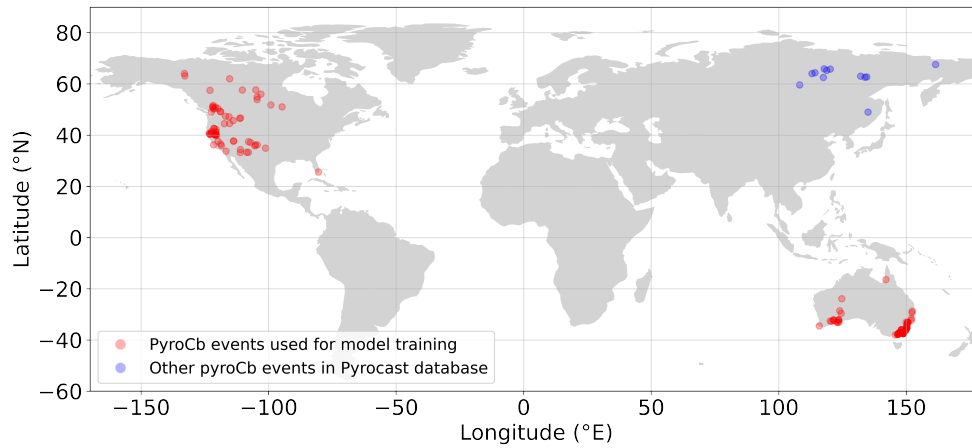 80
60
40
20
0
−20
−40
−60
Latitude (°N)
PyroCb events used for model training
Other pyroCb events in Pyrocast database
−150 −100 −50 0 50 100 150
Longitude (°E)